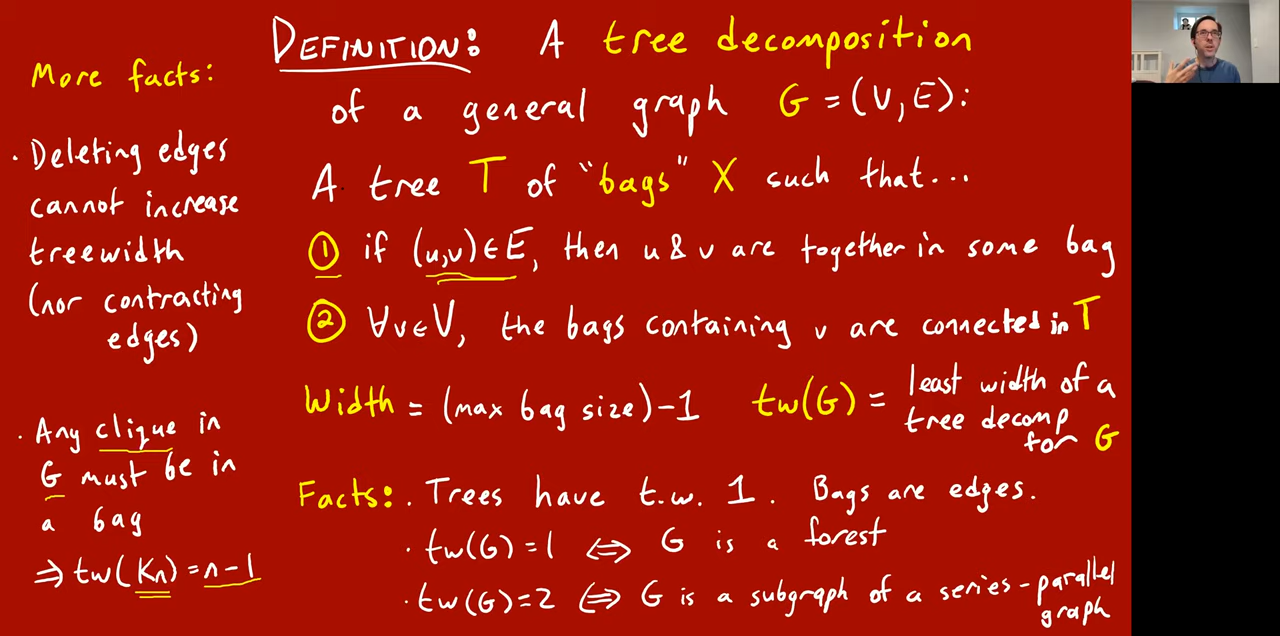 DEFINITION: A tree decomposition
of a general graph G = (V, E):
A tree T of "bags" X such that...
① if (u,v) ∈ E, then u & v are together in some bag
② ∀v∈V, the bags containing v are connected in T
Width = (max bag size) - 1
tw(G) = least width of a
tree decomp
for G
Facts: · Trees have t.w. 1. Bags are edges.
· tw(G) = 1 ⇔ G is a forest
· tw(G) = 2 ⇔ G is a subgraph of a series-parallel
graph
More facts:
· Deleting edges
cannot increase
treewidth
(nor contracting
edges)
· Any clique in
G must be in
a bag
⇒ tw(Kn) = n-1